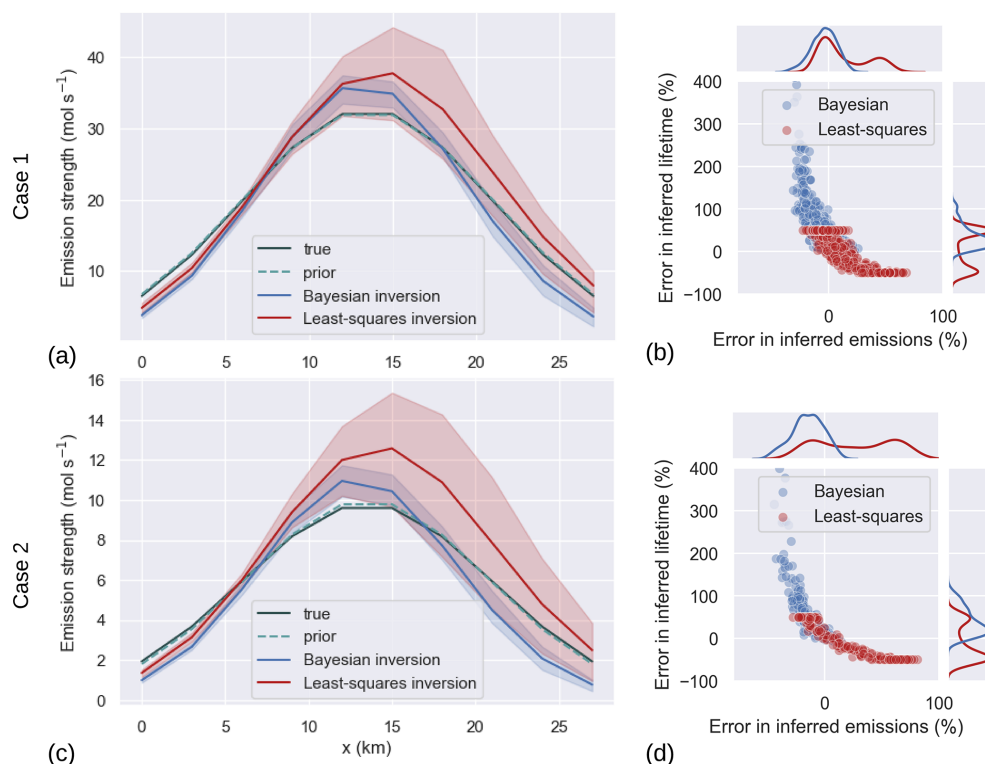 Case 1
Emission strength (mol s⁻¹)
40
30
20
10
true
prior
Bayesian inversion
Least-squares inversion
(a)
0 5 10 15 20 25
Error in inferred lifetime (%)
400
300
200
100
0
−100
Bayesian
Least-squares
0 100
(b) Error in inferred emissions (%)
Case 2
Emission strength (mol s⁻¹)
16
14
12
10
8
6
4
2
0
true
prior
Bayesian inversion
Least-squares inversion
0 5 10 15 20 25
(c) x (km)
Error in inferred lifetime (%)
400
300
200
100
0
−100
Bayesian
Least-squares
0 100
Error in inferred emissions (%)
(d)